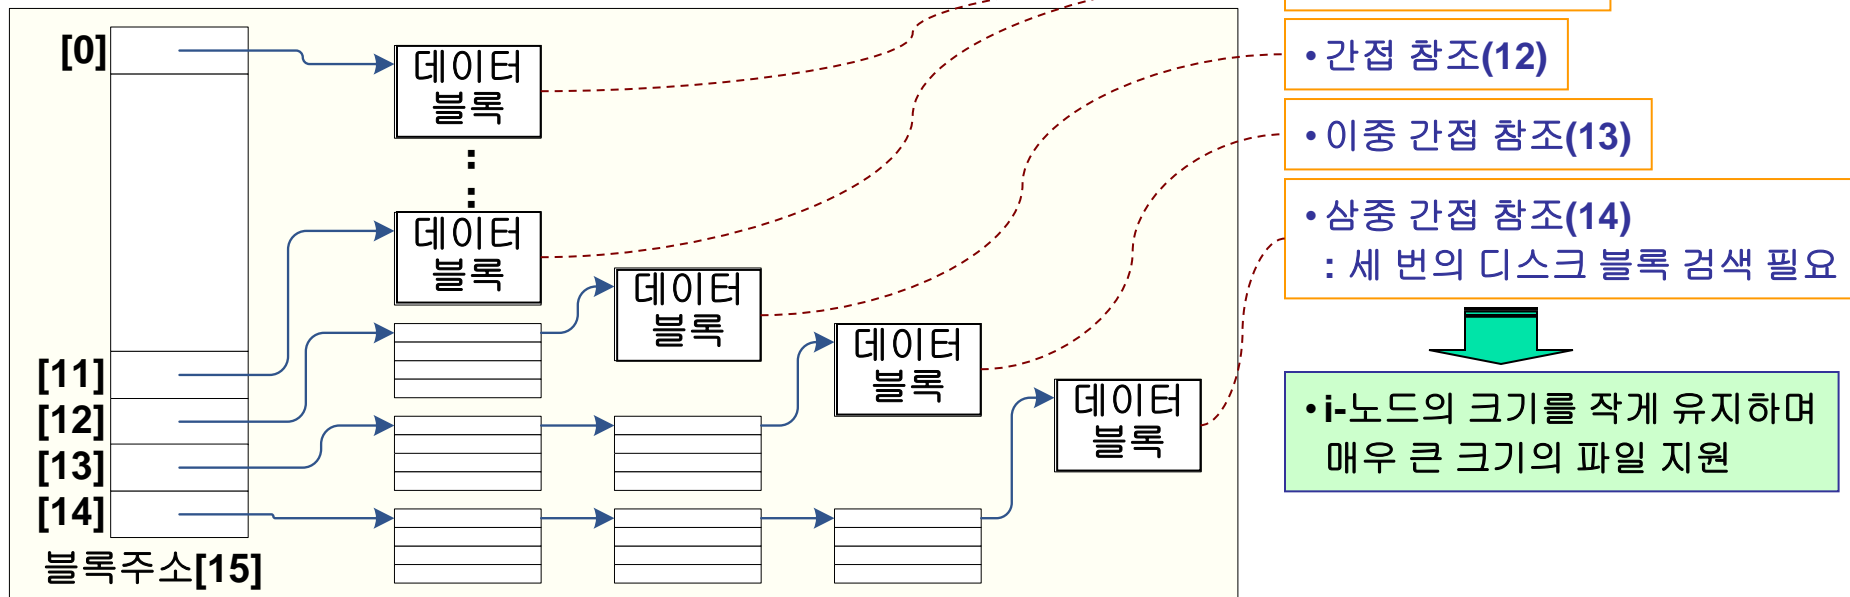 [0]
데이터
블록
:
:
데이터
블록
데이터
블록
데이터
블록
데이터
블록
[11]
[12]
[13]
[14]
블록주소[15]
•간접 참조(12)
•이중 간접 참조(13)
•삼중 간접 참조(14)
: 세 번의 디스크 블록 검색 필요
•i-노드의 크기를 작게 유지하며
매우 큰 크기의 파일 지원